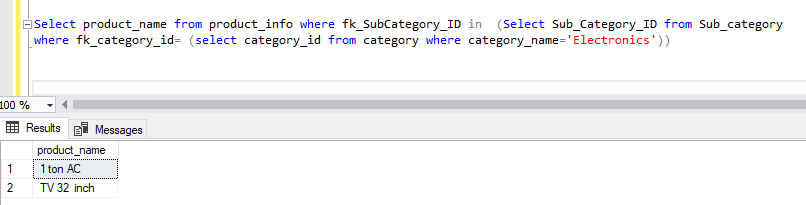 Select product_name from product_info where fk_SubCategory_ID in (Select Sub_Category_ID from Sub_category
where fk_category_id= (select category_id from category where category_name='Electronics'))
100 %
Results Messages
product_name
1 1 ton AC
2 TV 32 inch